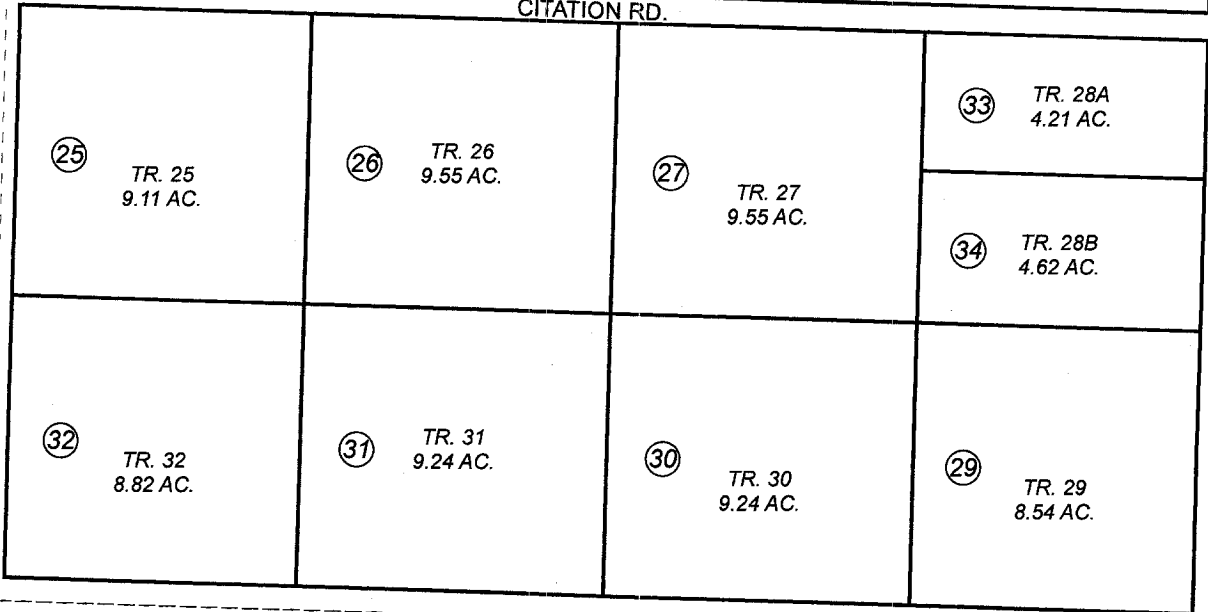 CITATION RD.
25
TR. 25
9.11 AC.
26
TR. 26
9.55 AC.
27
TR. 27
9.55 AC.
33
TR. 28A
4.21 AC.
34
TR. 28B
4.62 AC.
32
TR. 32
8.82 AC.
31
TR. 31
9.24 AC.
30
TR. 30
9.24 AC.
29
TR. 29
8.54 AC.